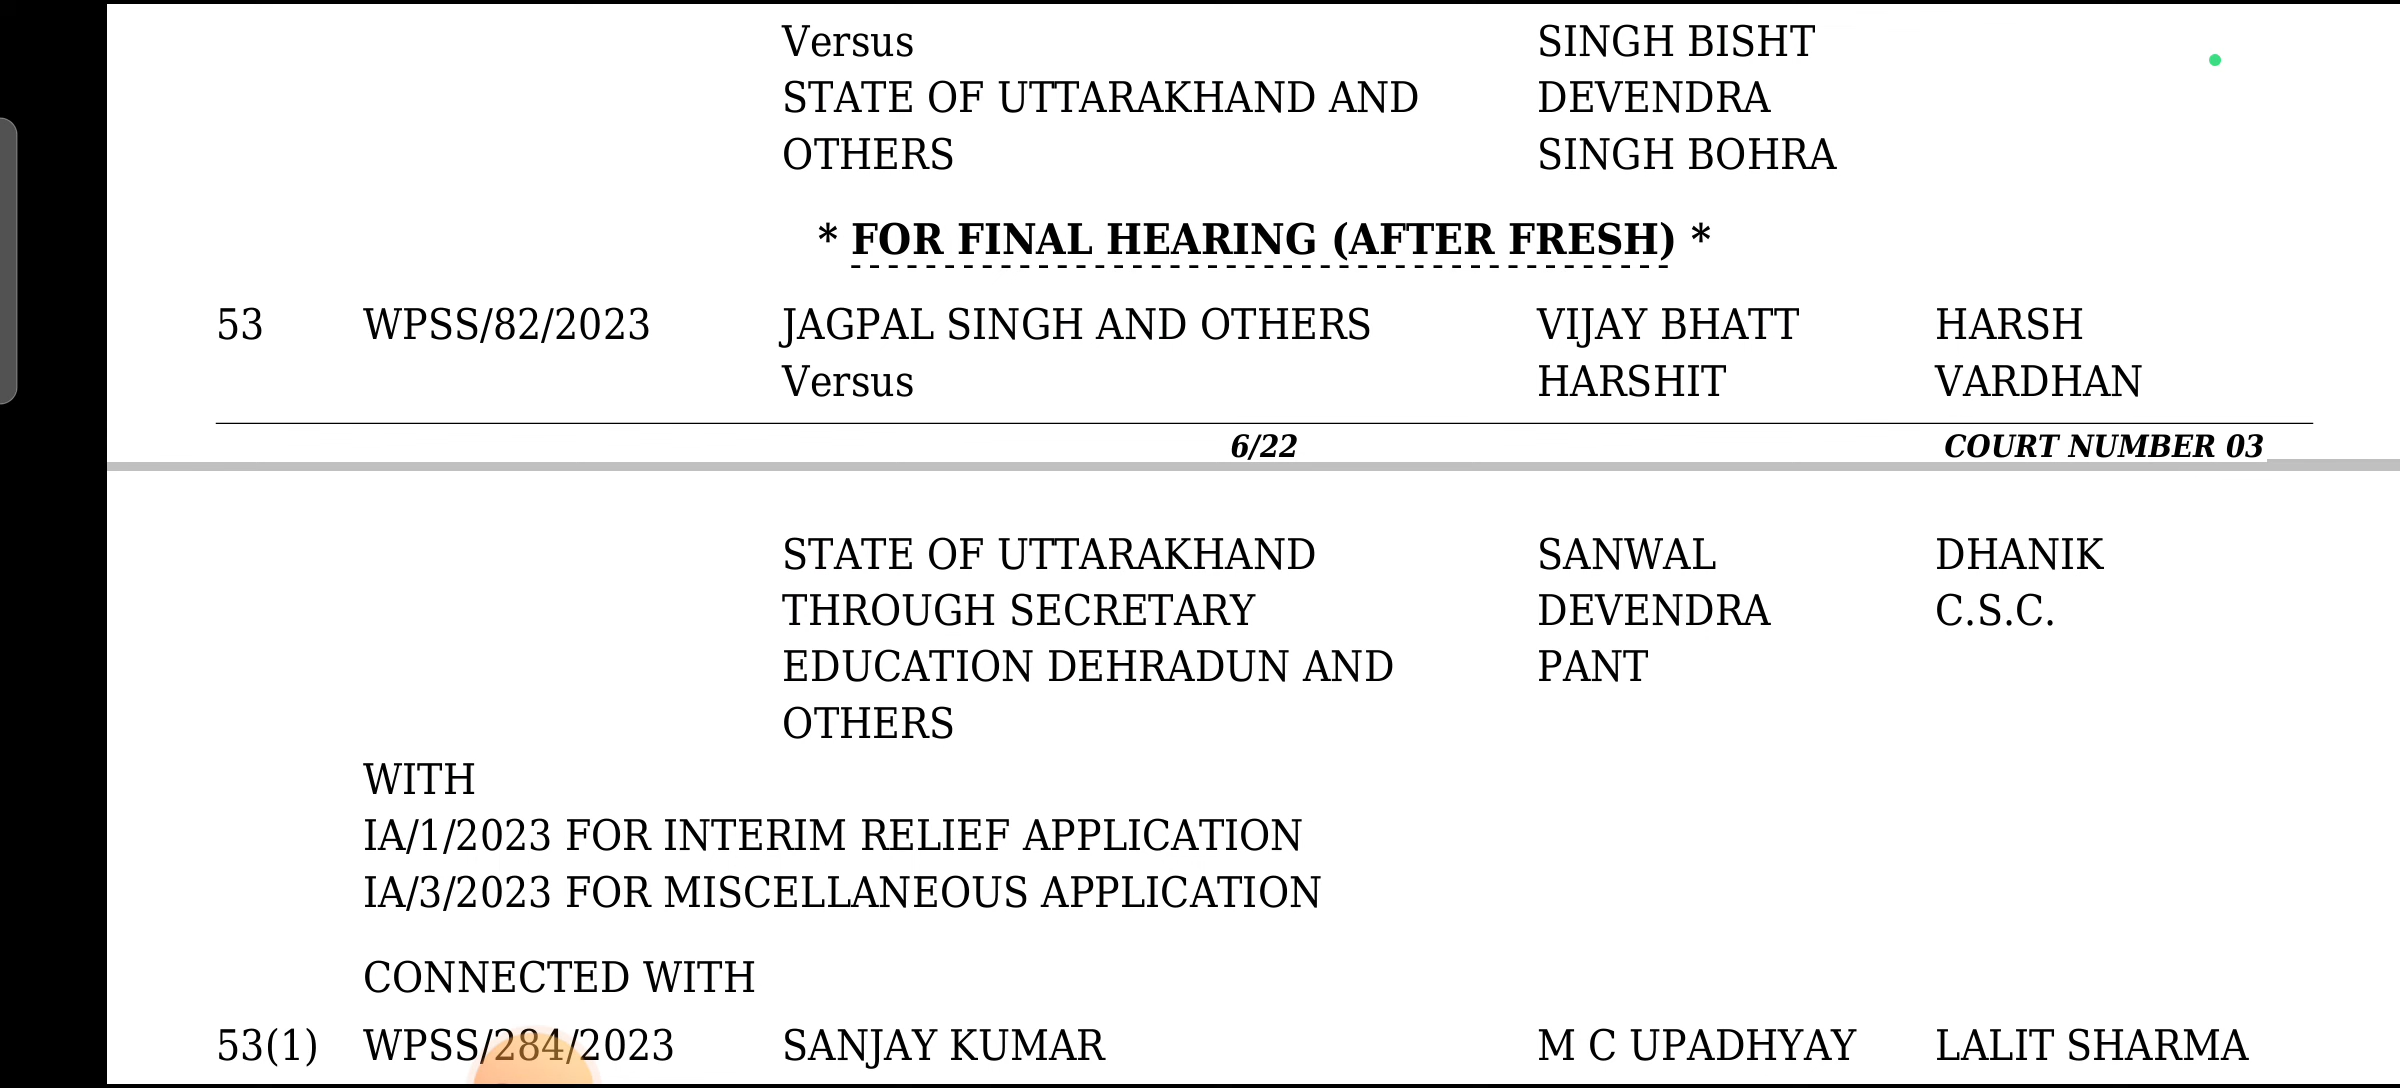 Versus SINGH BISHT
STATE OF UTTARAKHAND AND DEVENDRA
OTHERS SINGH BOHRA
* FOR FINAL HEARING (AFTER FRESH) *
53 WPSS/82/2023 JAGPAL SINGH AND OTHERS VIJAY BHATT HARSH
Versus HARSHIT VARDHAN
6/22 COURT NUMBER 03
STATE OF UTTARAKHAND SANWAL DHANIK
THROUGH SECRETARY DEVENDRA C.S.C.
EDUCATION DEHRADUN AND PANT
OTHERS
WITH
IA/1/2023 FOR INTERIM RELIEF APPLICATION
IA/3/2023 FOR MISCELLANEOUS APPLICATION
CONNECTED WITH
53(1) WPSS/284/2023 SANJAY KUMAR M C UPADHYAY LALIT SHARMA